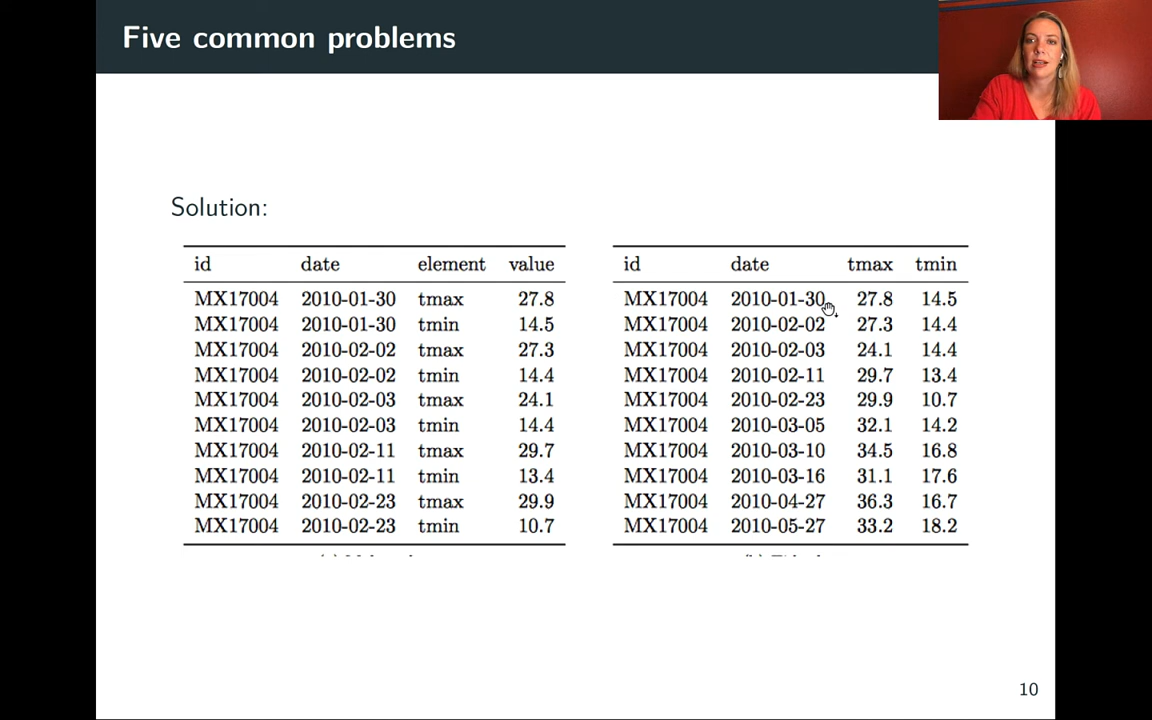 Five common problems
Solution:
id date element value
MX17004 2010-01-30 tmax 27.8
MX17004 2010-01-30 tmin 14.5
MX17004 2010-02-02 tmax 27.3
MX17004 2010-02-02 tmin 14.4
MX17004 2010-02-03 tmax 24.1
MX17004 2010-02-03 tmin 14.4
MX17004 2010-02-11 tmax 29.7
MX17004 2010-02-11 tmin 13.4
MX17004 2010-02-23 tmax 29.9
MX17004 2010-02-23 tmin 10.7
id date tmax tmin
MX17004 2010-01-30 27.8 14.5
MX17004 2010-02-02 27.3 14.4
MX17004 2010-02-03 24.1 14.4
MX17004 2010-02-11 29.7 13.4
MX17004 2010-02-23 29.9 10.7
MX17004 2010-03-05 32.1 14.2
MX17004 2010-03-10 34.5 16.8
MX17004 2010-03-16 31.1 17.6
MX17004 2010-04-27 36.3 16.7
MX17004 2010-05-27 33.2 18.2
10